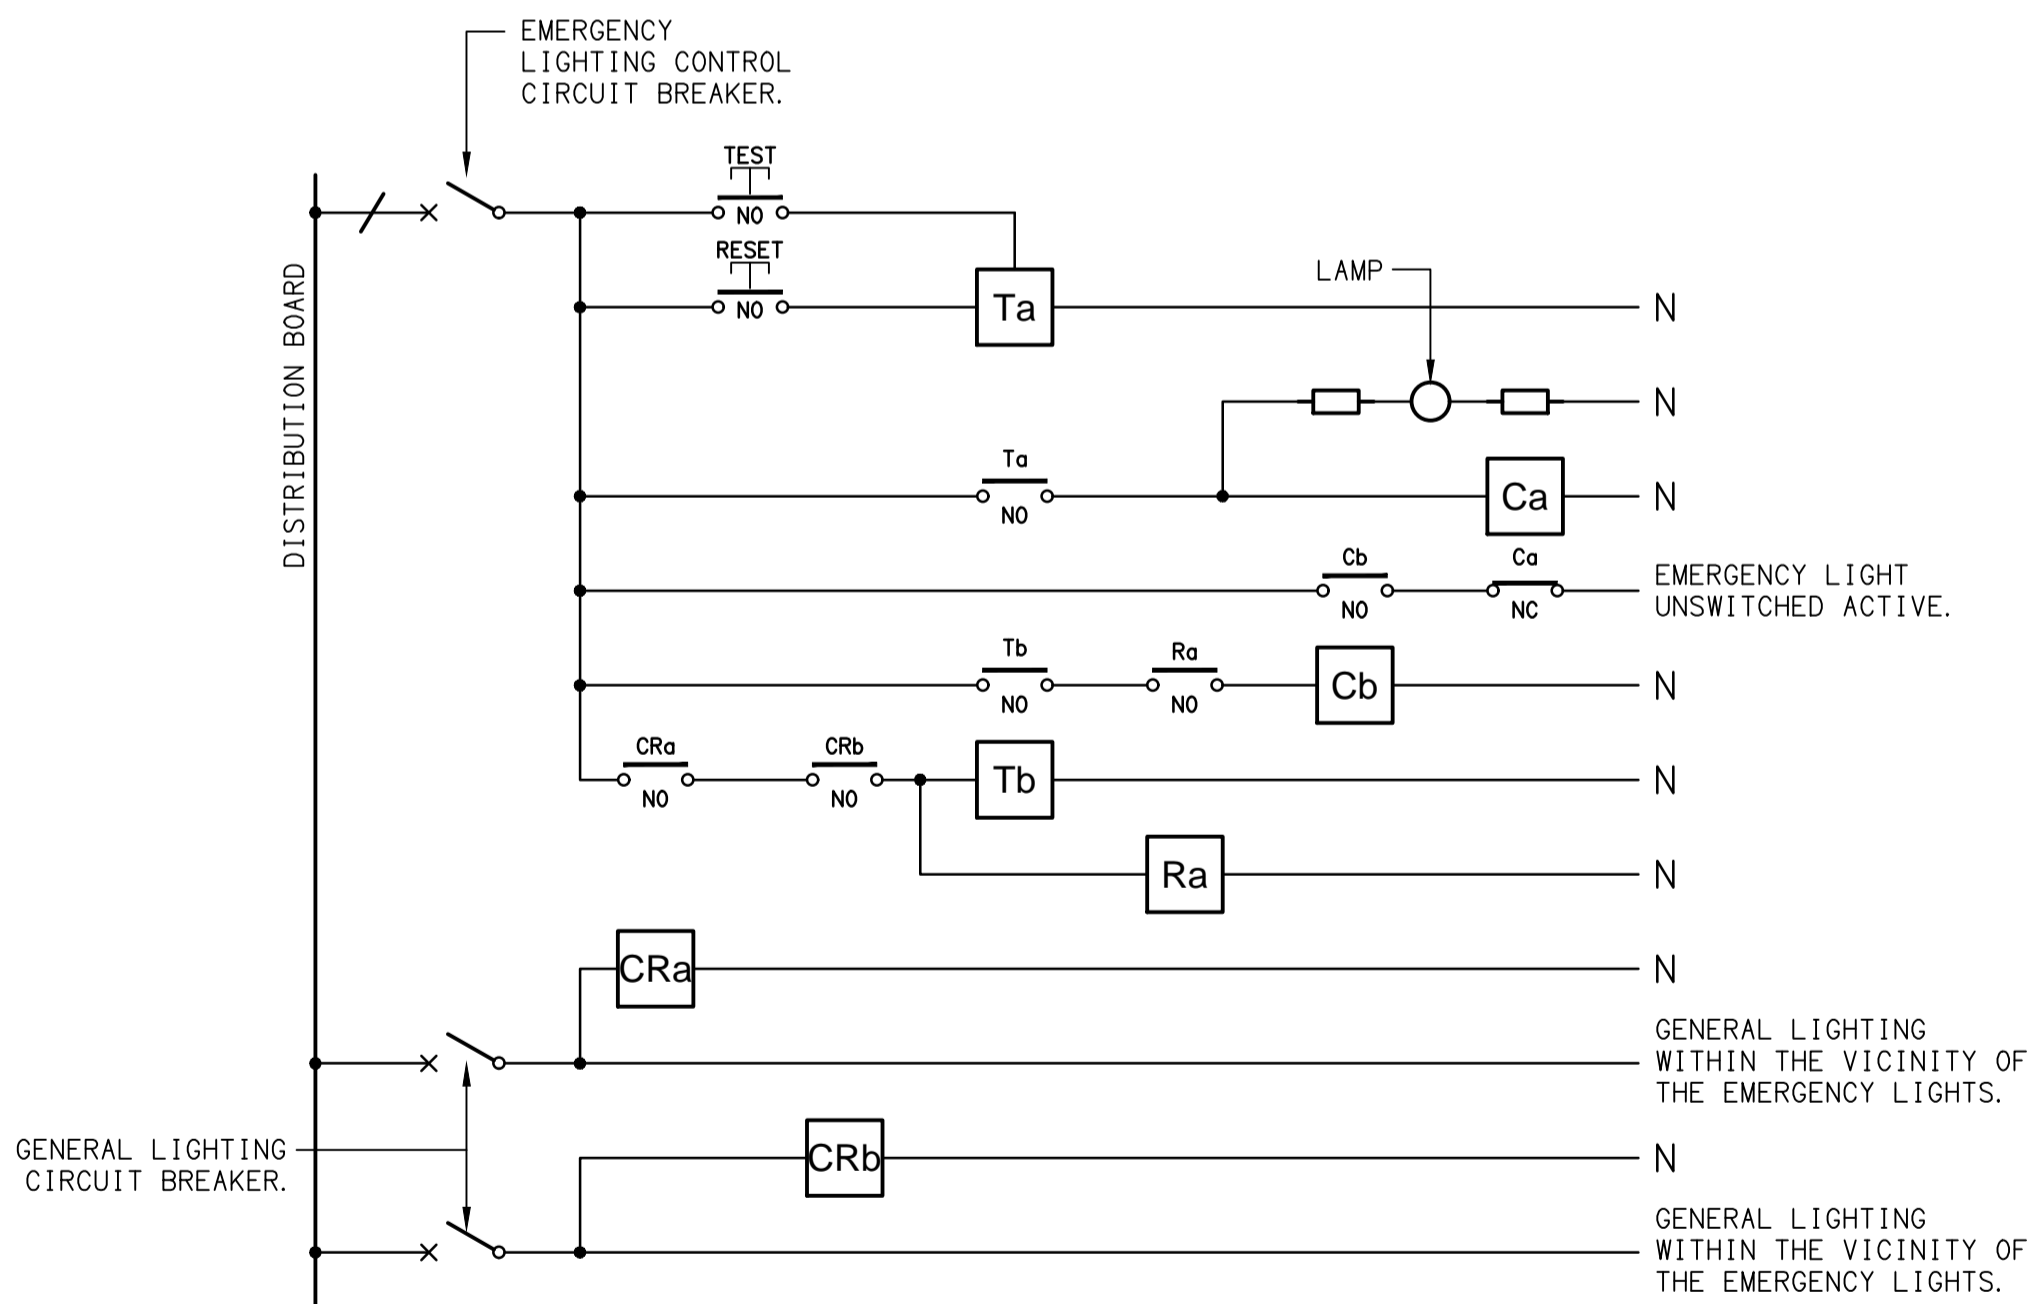 EMERGENCY
LIGHTING CONTROL
CIRCUIT BREAKER.
TEST
NO
RESET
NO
DISTRIBUTION BOARD
Ta
N
LAMP
N
Ta
NO
Ca
N
Cb
NO
Ca
NC
EMERGENCY LIGHT
UNSWITCHED ACTIVE.
Tb
NO
Ra
NO
Cb
N
CRa
NO
CRb
NO
Tb
N
Ra
N
CRa
N
GENERAL LIGHTING
WITHIN THE VICINITY OF
THE EMERGENCY LIGHTS.
GENERAL LIGHTING
CIRCUIT BREAKER.
CRb
N
GENERAL LIGHTING
WITHIN THE VICINITY OF
THE EMERGENCY LIGHTS.